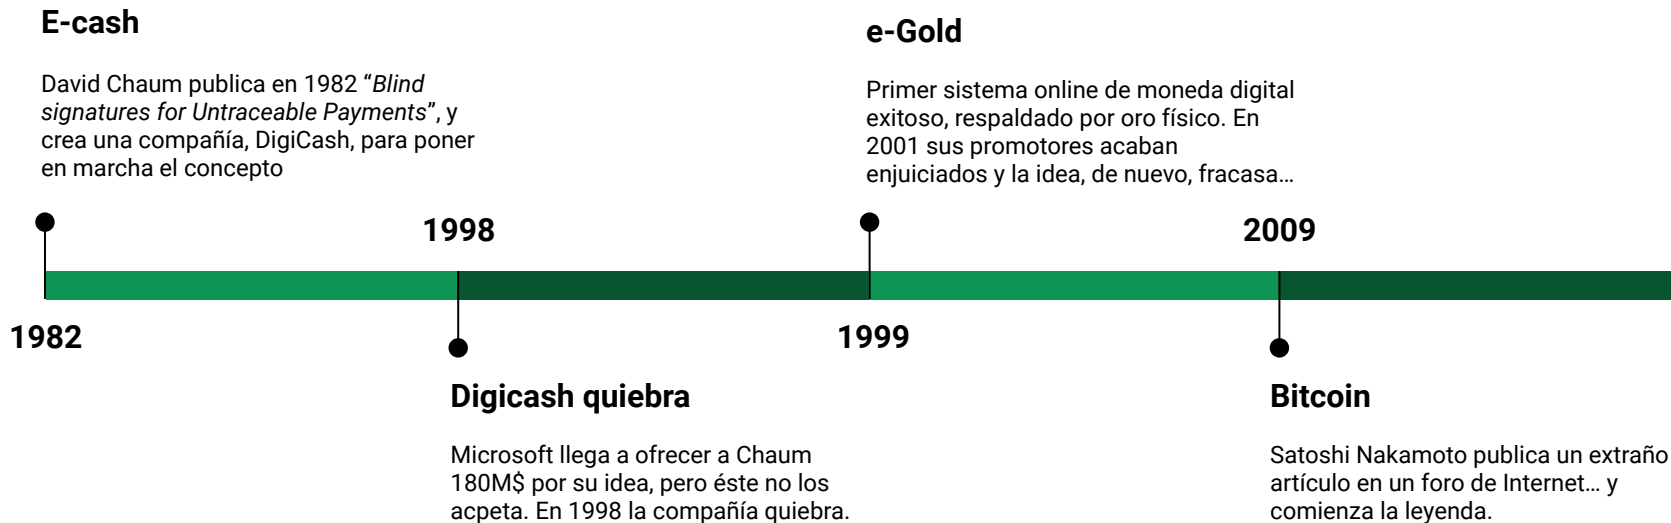 E-cash
David Chaum publica en 1982 “Blind
signatures for Untraceable Payments”, y
crea una compañía, DigiCash, para poner
en marcha el concepto
e-Gold
Primer sistema online de moneda digital
exitoso, respaldado por oro físico. En
2001 sus promotores acaban
enjuiciados y la idea, de nuevo, fracasa…
1998
2009
1982
1999
Digicash quiebra
Microsoft llega a ofrecer a Chaum
180M$ por su idea, pero éste no los
acpeta. En 1998 la compañía quiebra.
Bitcoin
Satoshi Nakamoto publica un extraño
artículo en un foro de Internet… y
comienza la leyenda.